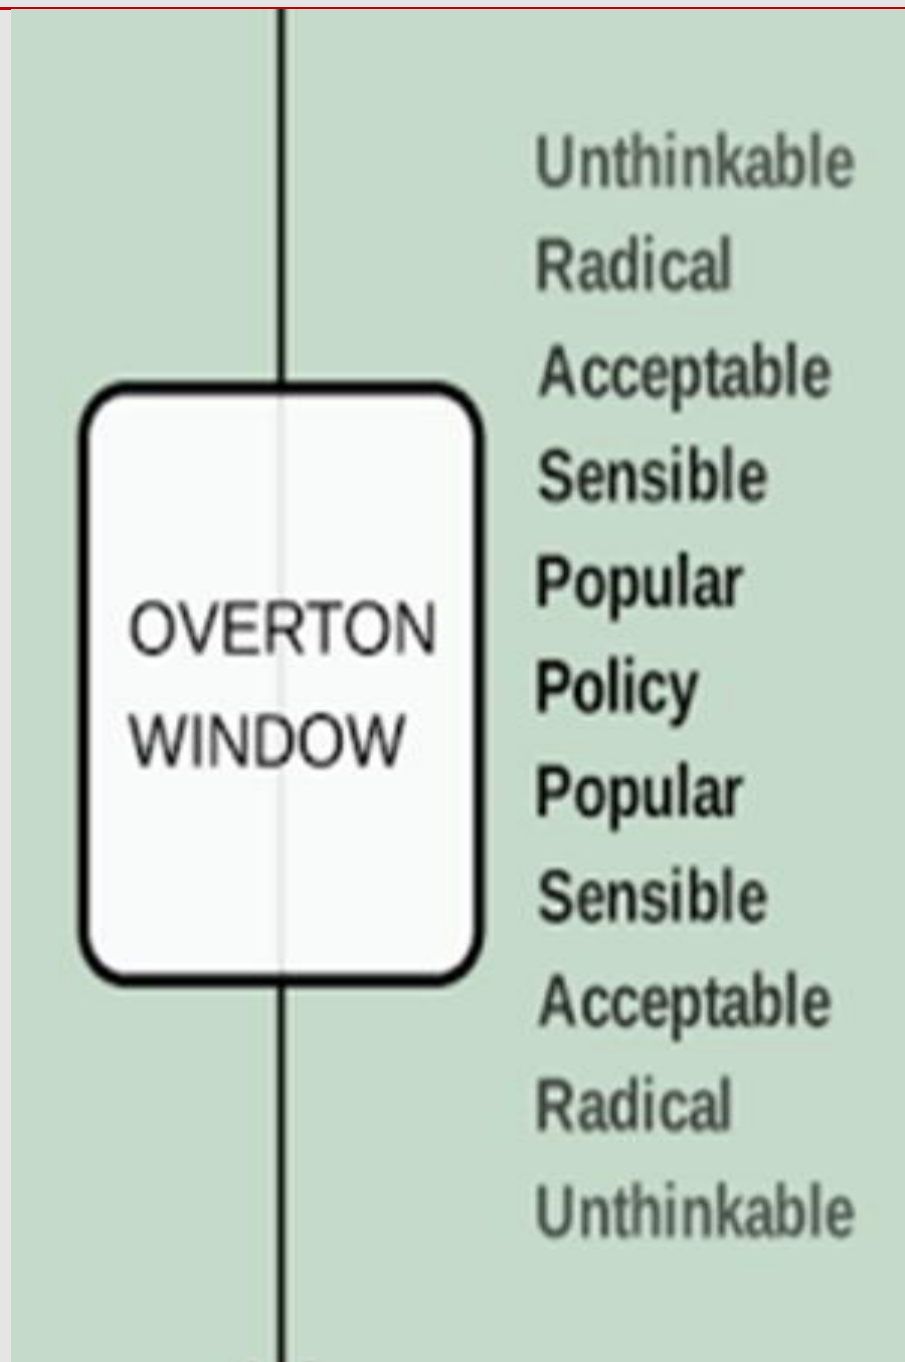 Unthinkable
Radical
Acceptable
Sensible
Popular
OVERTON
WINDOW
Policy
Popular
Sensible
Acceptable
Radical
Unthinkable